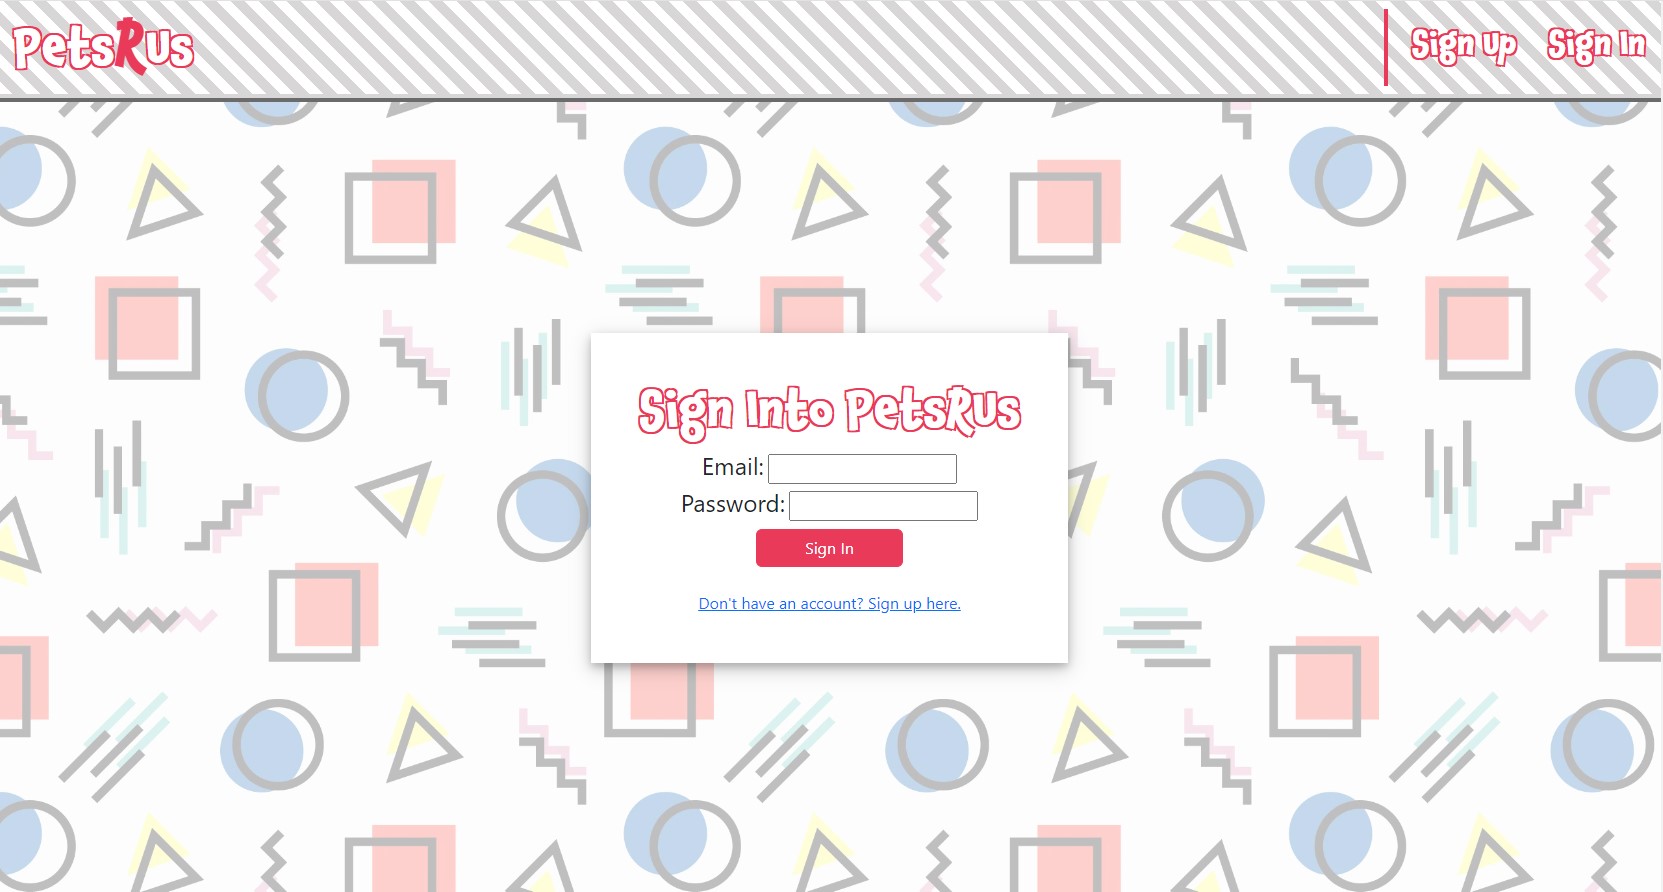 PetsRus
Sign Up
Sign In
Sign Into PetsRus
Email:
Password:
Sign In
Don't have an account? Sign up here.